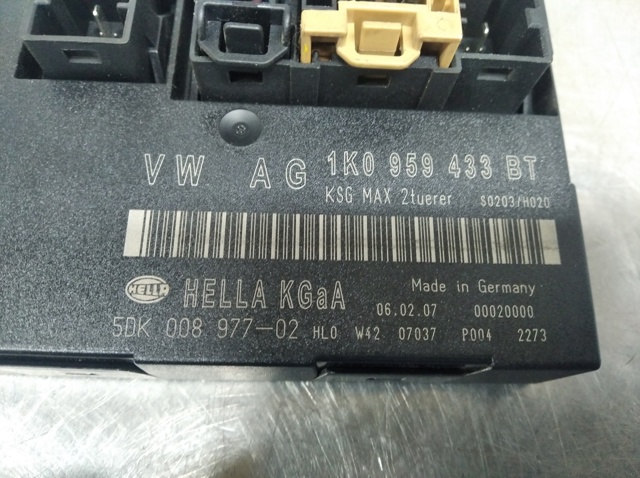 VW AG 1K0 959 433 BT
KSG MAX 2tuerer S0203/H020
HELLA HELLA KGaA Made in Germany
06.02.07 00020000
5DK 008 977-02 HL0 W42 07037 P004 2273